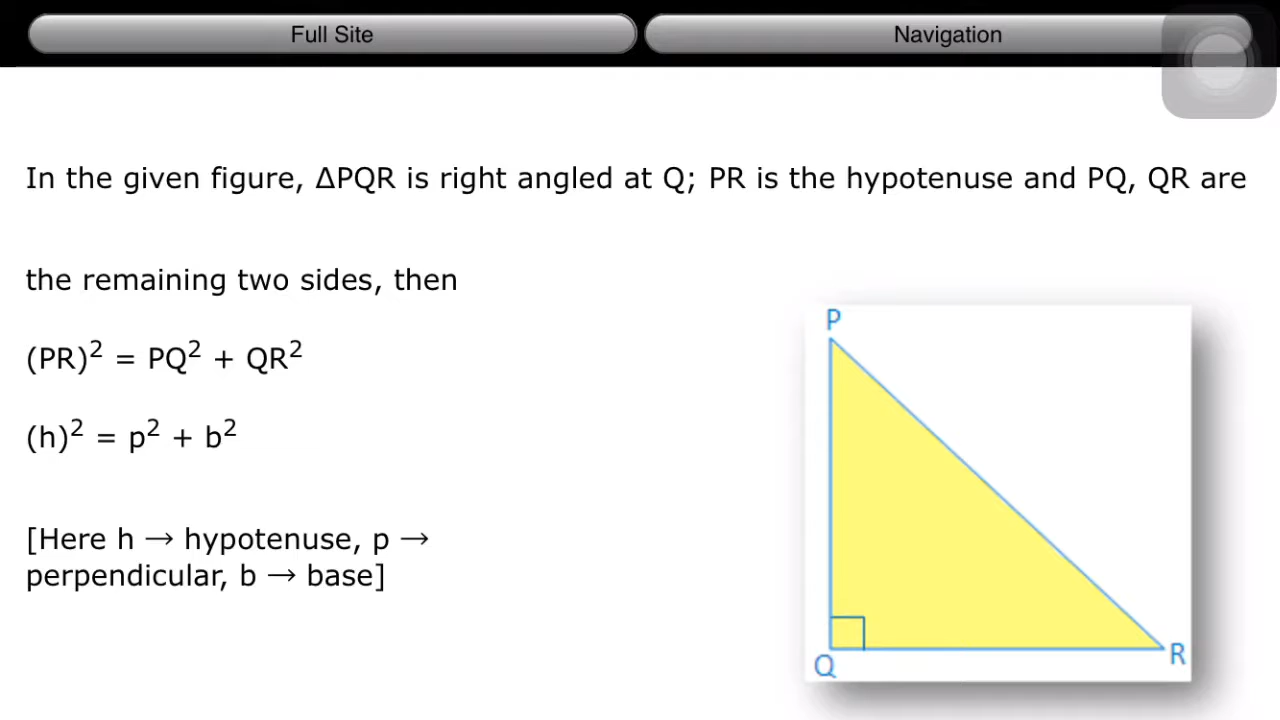 Full Site
Navigation
In the given figure, ∆PQR is right angled at Q; PR is the hypotenuse and PQ, QR are
the remaining two sides, then
(PR)² = PQ² + QR²
(h)² = p² + b²
[Here h → hypotenuse, p →
perpendicular, b → base]
P
Q
R